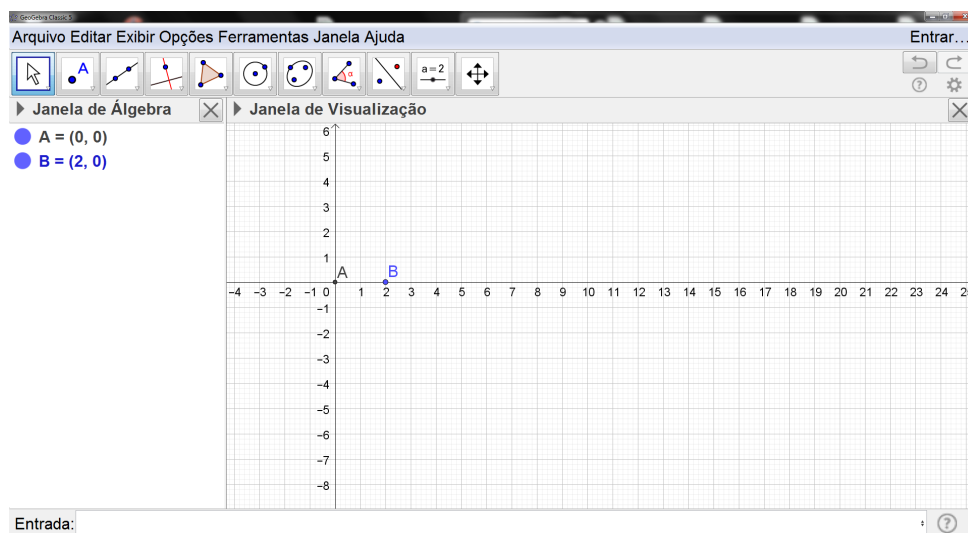 GeoGebra Classic 5
Arquivo Editar Exibir Opções Ferramentas Janela Ajuda Entrar...
A α a=2
Janela de Álgebra Janela de Visualização
A = (0, 0)
B = (2, 0)
6
5
4
3
2
1
A B
–4 –3 –2 –1 0 1 2 3 4 5 6 7 8 9 10 11 12 13 14 15 16 17 18 19 20 21 22 23 24
–1
–2
–3
–4
–5
–6
–7
–8
Entrada: